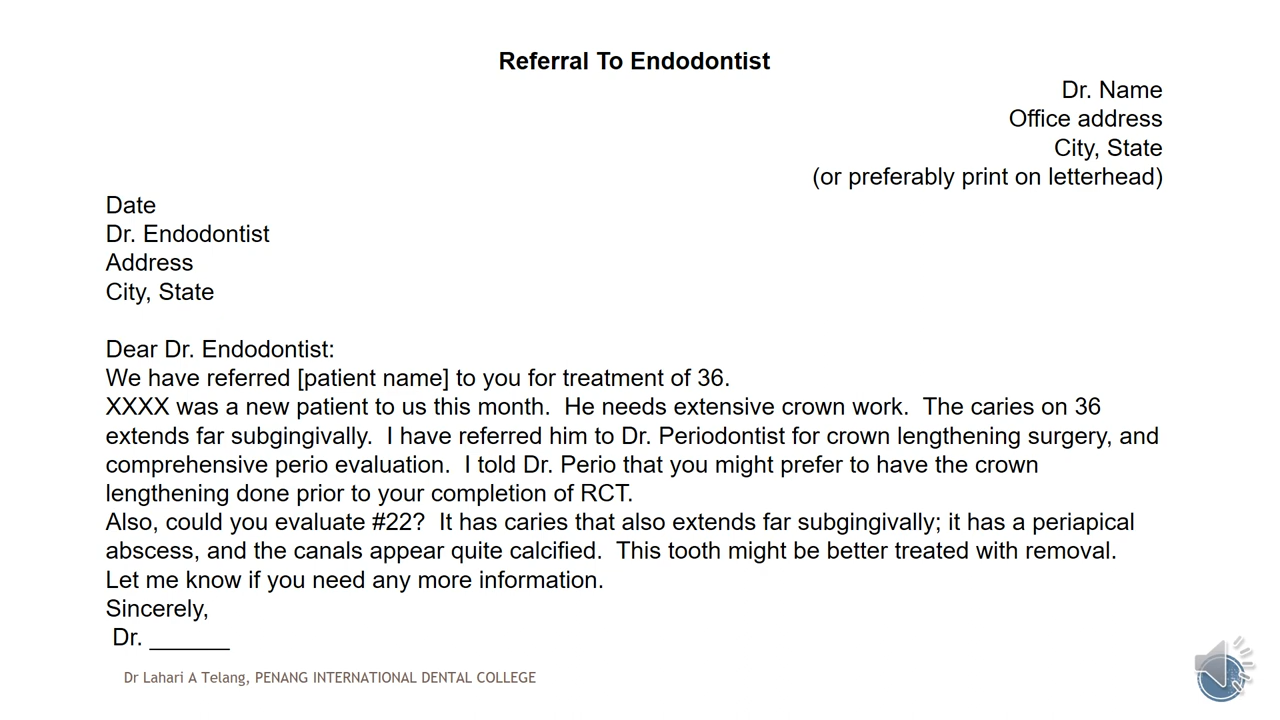 Referral To Endodontist
Dr. Name
Office address
City, State
(or preferably print on letterhead)
Date
Dr. Endodontist
Address
City, State
Dear Dr. Endodontist:
We have referred [patient name] to you for treatment of 36.
XXXX was a new patient to us this month.  He needs extensive crown work.  The caries on 36
extends far subgingivally.  I have referred him to Dr. Periodontist for crown lengthening surgery, and
comprehensive perio evaluation.  I told Dr. Perio that you might prefer to have the crown
lengthening done prior to your completion of RCT.
Also, could you evaluate #22?  It has caries that also extends far subgingivally; it has a periapical
abscess, and the canals appear quite calcified.  This tooth might be better treated with removal.
Let me know if you need any more information.
Sincerely,
Dr. ______
Dr Lahari A Telang, PENANG INTERNATIONAL DENTAL COLLEGE